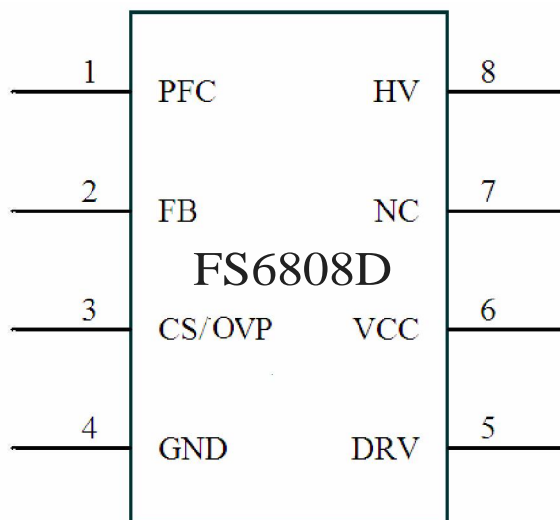 1 PFC HV 8
2 FB NC 7
FS6808D
3 CS/OVP VCC 6
4 GND DRV 5